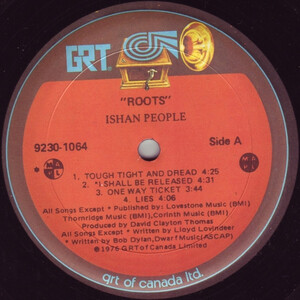 GRT
"ROOTS"
ISHAN PEOPLE
9230-1064
Side A
MAPL
MAPL
1. TOUGH TIGHT AND DREAD 4:25
2. *I SHALL BE RELEASED 4:31
3. ONE WAY TICKET 3:44
4. LIES 4:06
All Songs Except * Published by: Lovestone Music (BMI),
Thornridge Music (BMI), Corinth Music (BMI)
Produced by David Clayton Thomas
All Songs Except * Written by Lloyd Lovindeer
* Written by Bob Dylan, Dwarf Music (ASCAP)
©1976 GRT of Canada Limited
grt of canada ltd.